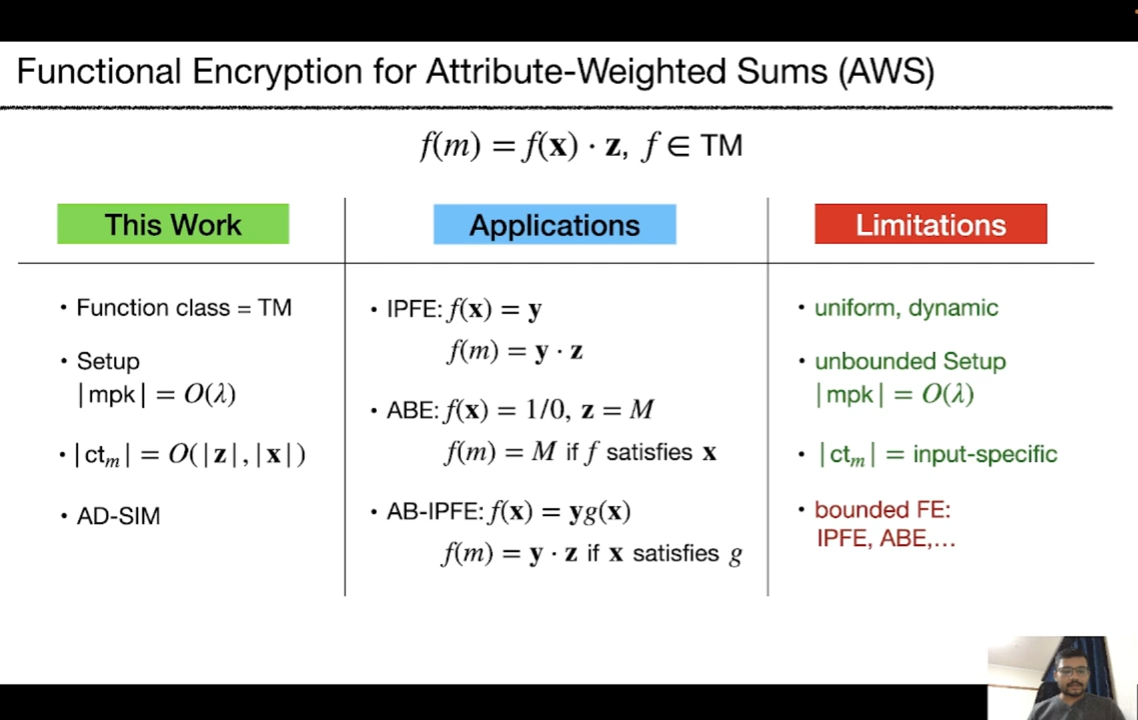 Functional Encryption for Attribute-Weighted Sums (AWS)
f(m) = f(x) · z, f ∈ TM
This Work
• Function class = TM
• Setup
|mpk| = O(λ)
• |ctₘ| = O(|z|, |x|)
• AD-SIM
Applications
• IPFE: f(x) = y
f(m) = y · z
• ABE: f(x) = 1/0, z = M
f(m) = M if f satisfies x
• AB-IPFE: f(x) = yg(x)
f(m) = y · z if x satisfies g
Limitations
• uniform, dynamic
• unbounded Setup
|mpk| = O(λ)
• |ctₘ| = input-specific
• bounded FE:
IPFE, ABE,...